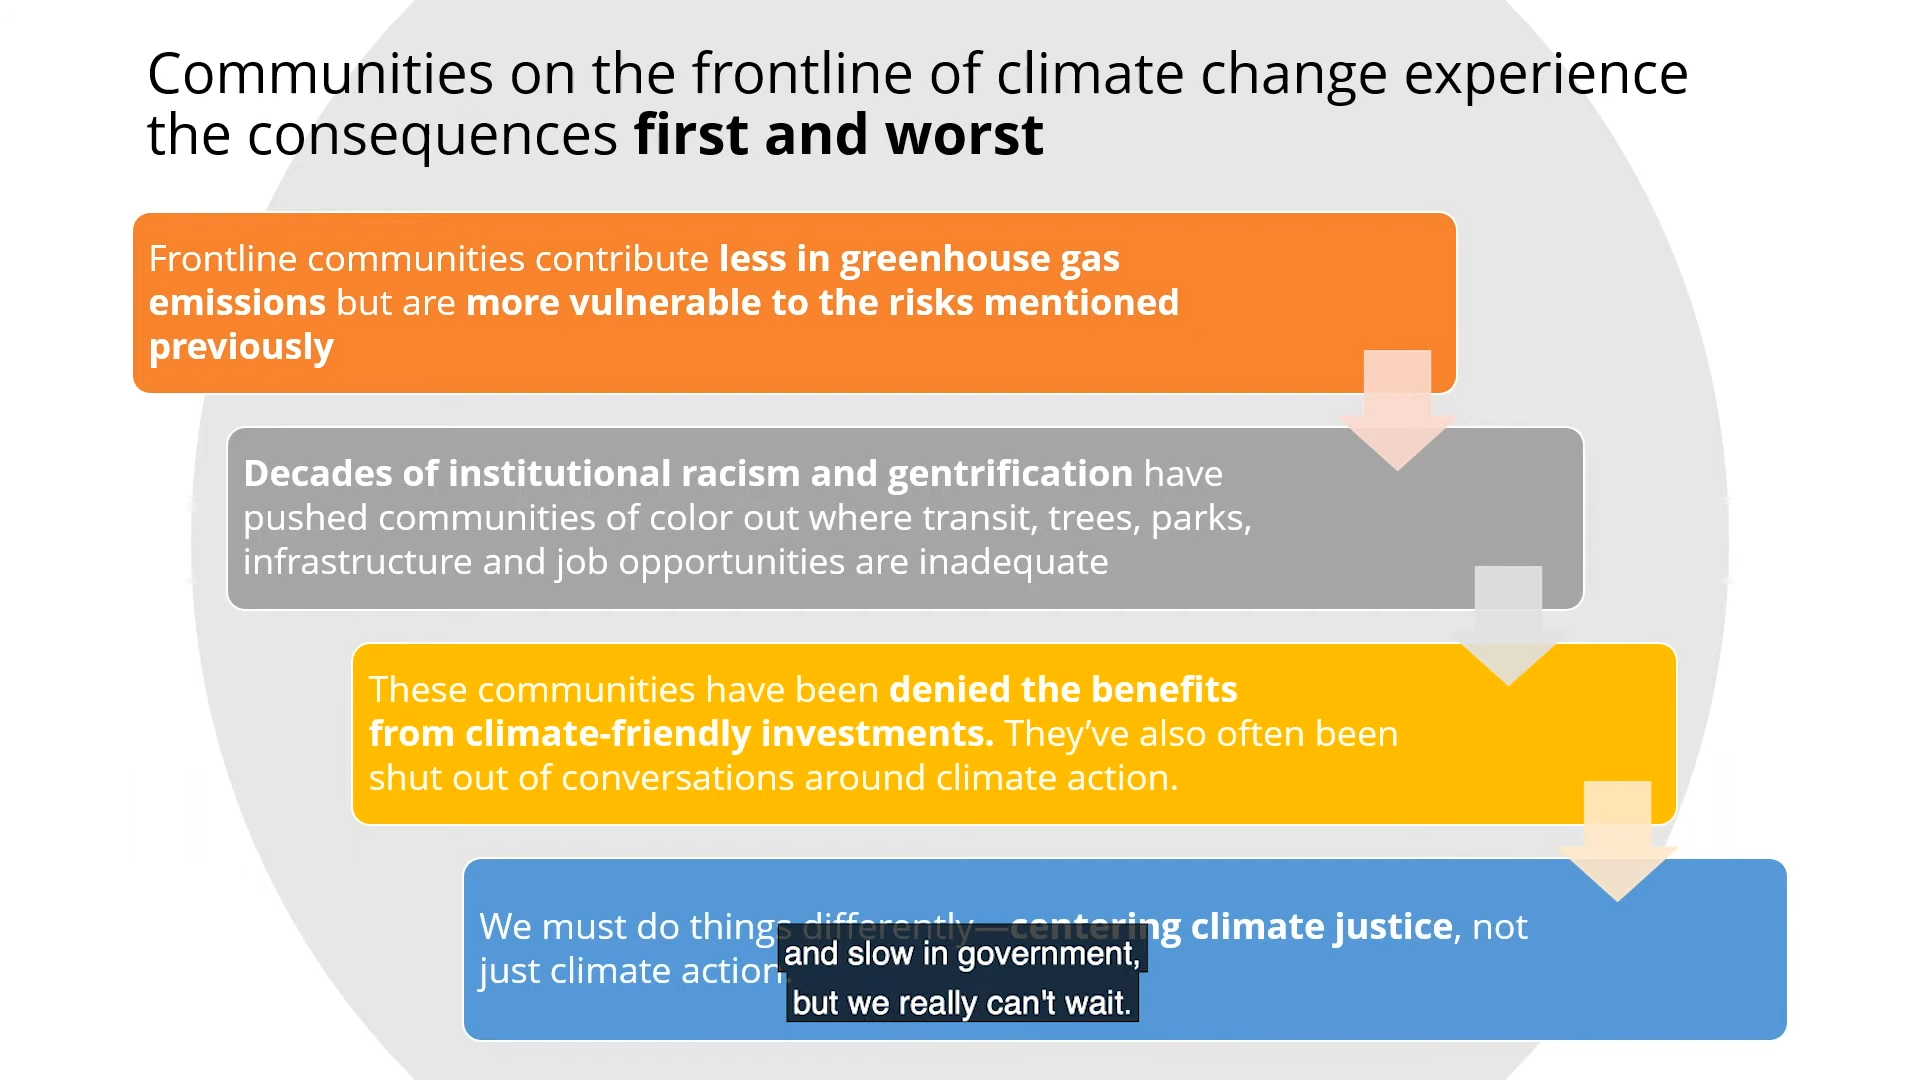 Communities on the frontline of climate change experience
the consequences first and worst
Frontline communities contribute less in greenhouse gas
emissions but are more vulnerable to the risks mentioned
previously
Decades of institutional racism and gentrification have
pushed communities of color out where transit, trees, parks,
infrastructure and job opportunities are inadequate
These communities have been denied the benefits
from climate-friendly investments. They’ve also often been
shut out of conversations around climate action.
We must do things differently—centering climate justice, not
just climate action.
and slow in government,
but we really can't wait.